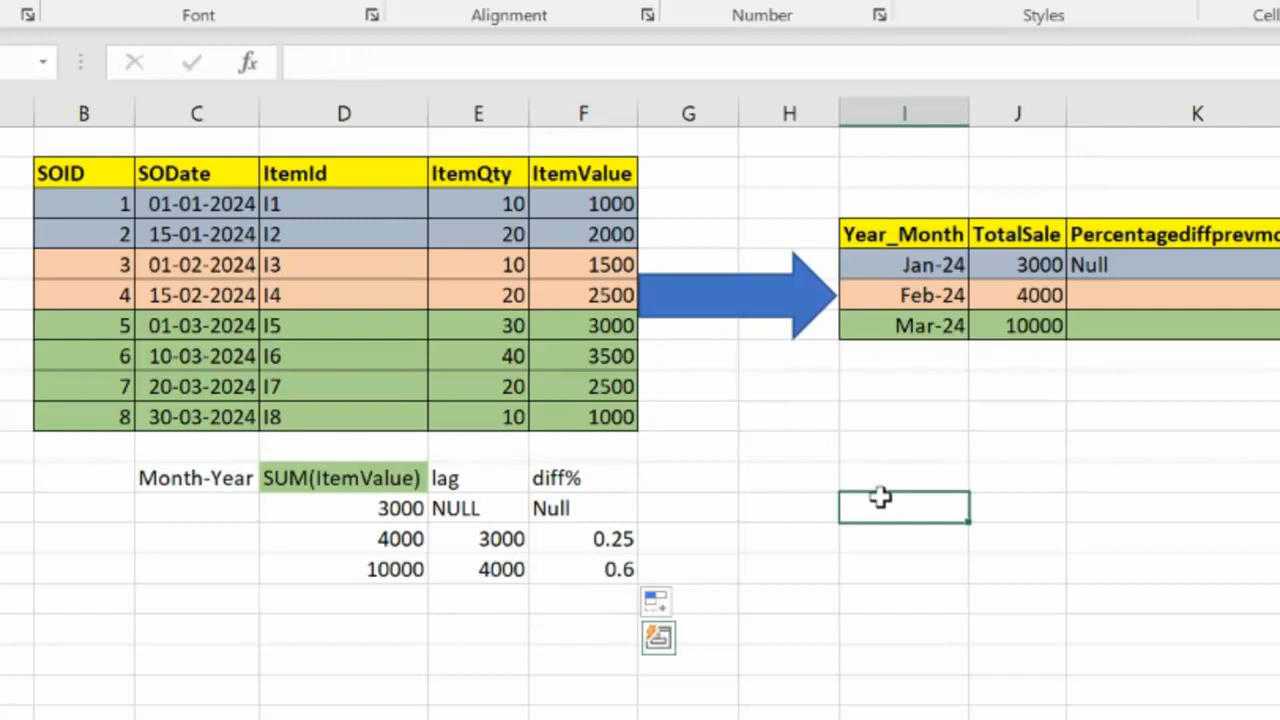 Font Alignment Number Styles
fx
B C D E F G H I J K
SOID SODate ItemId ItemQty ItemValue
1 01-01-2024 I1 10 1000
2 15-01-2024 I2 20 2000
Year_Month TotalSale
3 01-02-2024 I3 10 1500
Jan-24 3000 Null
4 15-02-2024 I4 20 2500
Feb-24 4000
5 01-03-2024 I5 30 3000
Mar-24 10000
6 10-03-2024 I6 40 3500
7 20-03-2024 I7 20 2500
8 30-03-2024 I8 10 1000
Month-Year SUM(ItemValue) lag diff%
3000 NULL Null
4000 3000 0.25
10000 4000 0.6